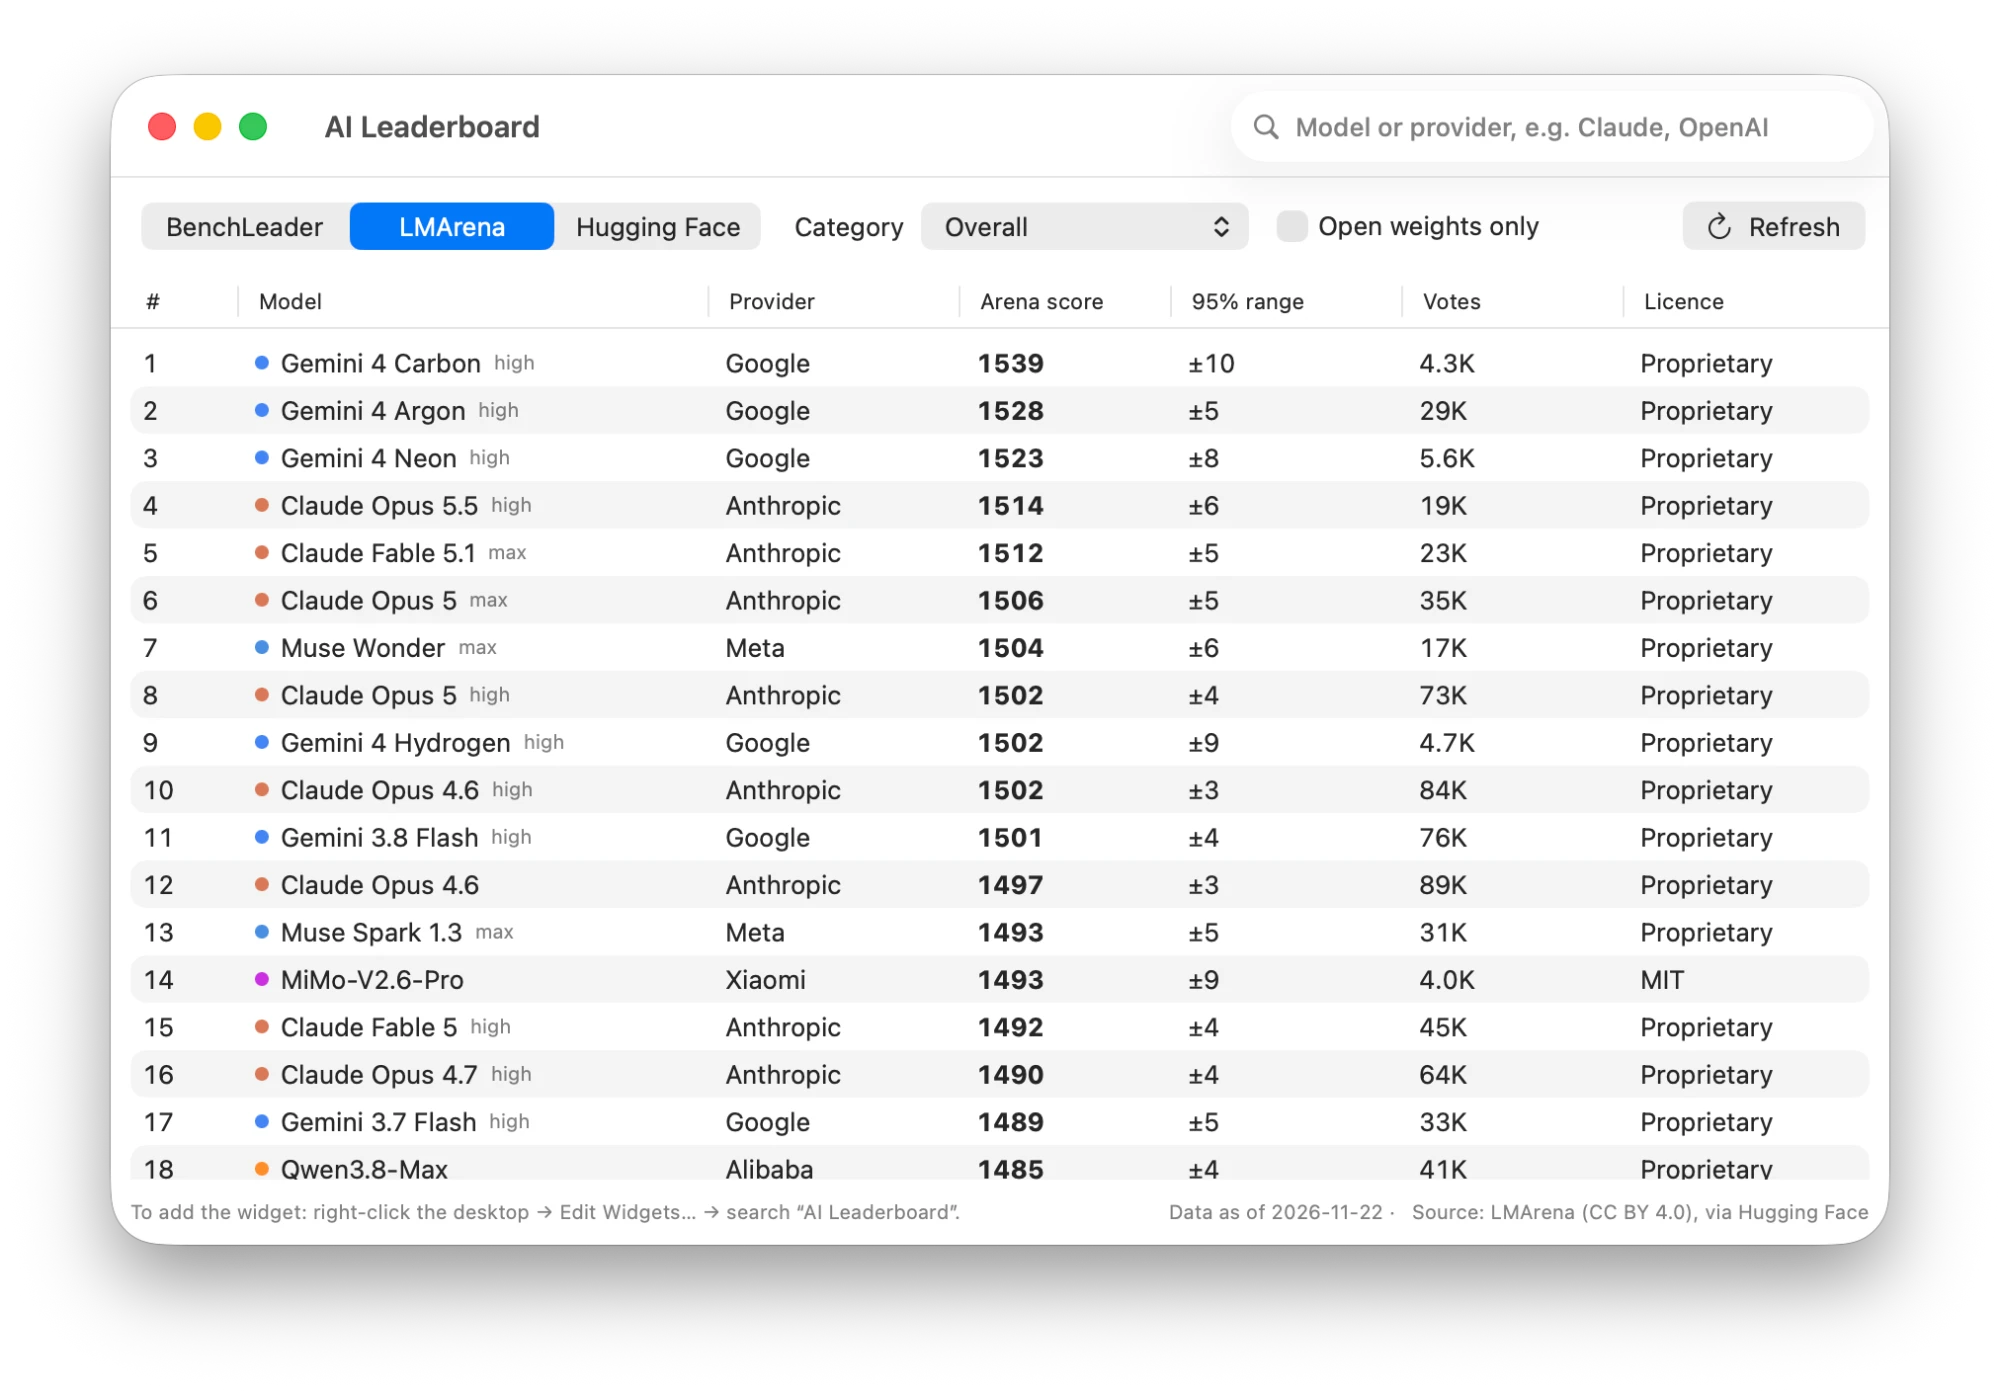 AI Leaderboard
Model or provider, e.g. Claude, OpenAI
BenchLeader LMArena Hugging Face Category Overall Open weights only Refresh
# Model Provider Arena score 95% range Votes Licence
1 Gemini 4 Carbon high Google 1539 ±10 4.3K Proprietary
2 Gemini 4 Argon high Google 1528 ±5 29K Proprietary
3 Gemini 4 Neon high Google 1523 ±8 5.6K Proprietary
4 Claude Opus 5.5 high Anthropic 1514 ±6 19K Proprietary
5 Claude Fable 5.1 max Anthropic 1512 ±5 23K Proprietary
6 Claude Opus 5 max Anthropic 1506 ±5 35K Proprietary
7 Muse Wonder max Meta 1504 ±6 17K Proprietary
8 Claude Opus 5 high Anthropic 1502 ±4 73K Proprietary
9 Gemini 4 Hydrogen high Google 1502 ±9 4.7K Proprietary
10 Claude Opus 4.6 high Anthropic 1502 ±3 84K Proprietary
11 Gemini 3.8 Flash high Google 1501 ±4 76K Proprietary
12 Claude Opus 4.6 Anthropic 1497 ±3 89K Proprietary
13 Muse Spark 1.3 max Meta 1493 ±5 31K Proprietary
14 MiMo-V2.6-Pro Xiaomi 1493 ±9 4.0K MIT
15 Claude Fable 5 high Anthropic 1492 ±4 45K Proprietary
16 Claude Opus 4.7 high Anthropic 1490 ±4 64K Proprietary
17 Gemini 3.7 Flash high Google 1489 ±5 33K Proprietary
18 Qwen3.8-Max Alibaba 1485 ±4 41K Proprietary
To add the widget: right-click the desktop → Edit Widgets... → search “AI Leaderboard”. Data as of 2026-11-22 · Source: LMArena (CC BY 4.0), via Hugging Face